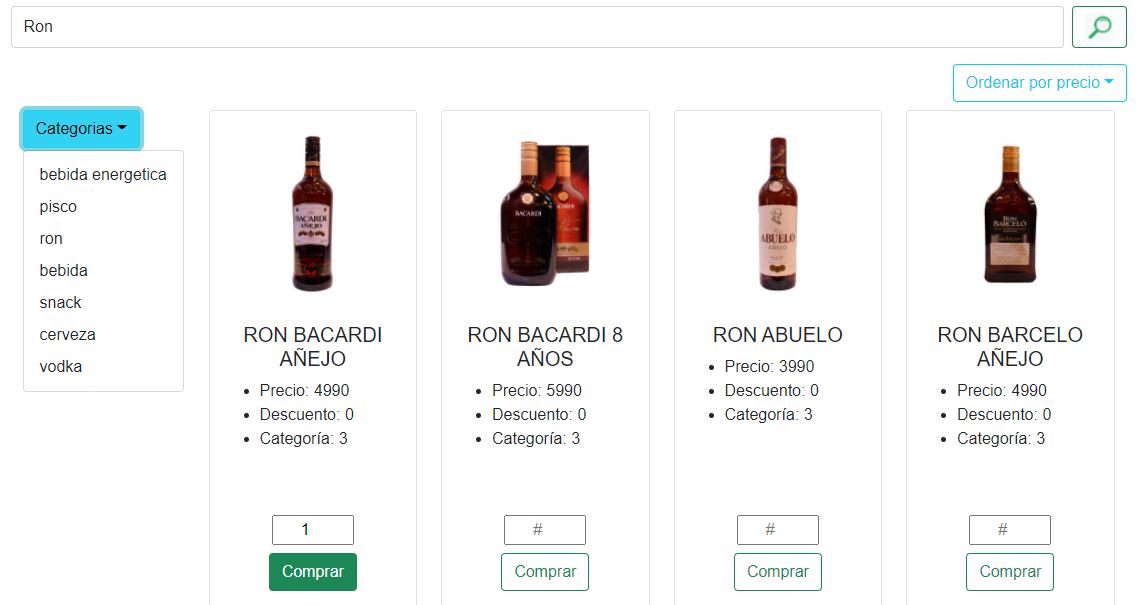 Ron
Ordenar por precio
Categorias
bebida energetica
pisco
ron
bebida
snack
cerveza
vodka
BACARDI
AÑEJO
RON BACARDI
AÑEJO
Precio: 4990
Descuento: 0
Categoría: 3
1
Comprar
BACARDI
RON BACARDI 8
AÑOS
Precio: 5990
Descuento: 0
Categoría: 3
#
Comprar
ABUELO
AÑEJO
RON ABUELO
Precio: 3990
Descuento: 0
Categoría: 3
#
Comprar
RON
BARCELÓ
RON BARCELO
AÑEJO
Precio: 4990
Descuento: 0
Categoría: 3
#
Comprar